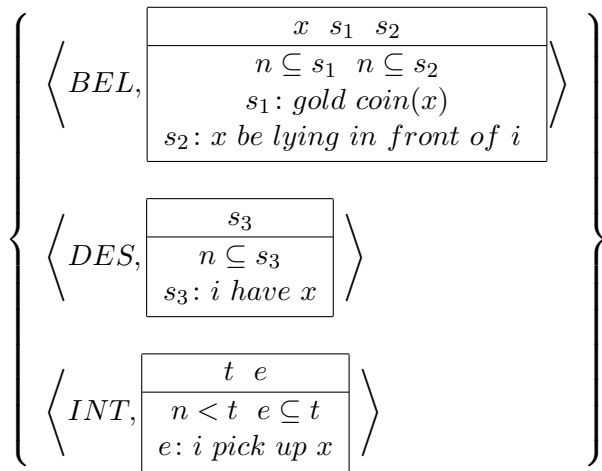 x s₁ s₂
n ⊆ s₁ n ⊆ s₂
⟨BEL, s₁: gold coin(x) ⟩
s₂: x be lying in front of i
s₃
⟨DES, n ⊆ s₃ ⟩
s₃: i have x
t e
⟨INT, n < t e ⊆ t ⟩
e: i pick up x